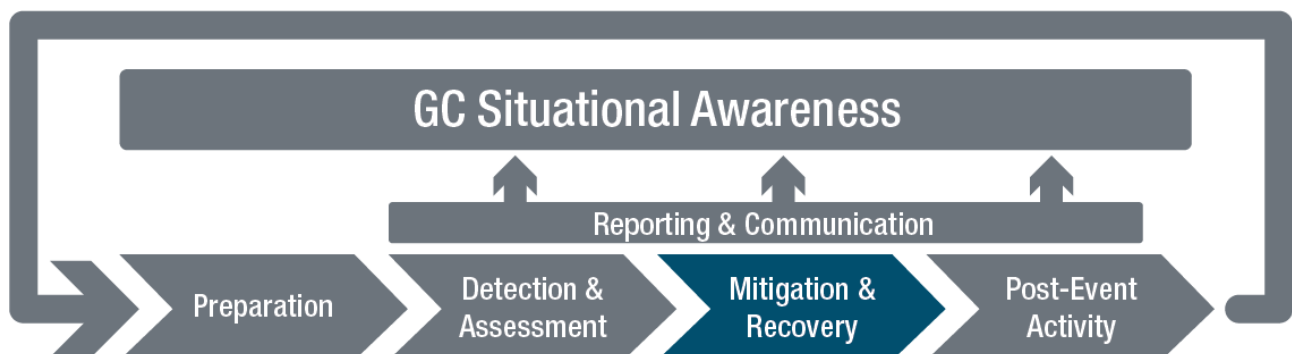 GC Situational Awareness
Reporting & Communication
Preparation
Detection &
Assessment
Mitigation &
Recovery
Post-Event
Activity